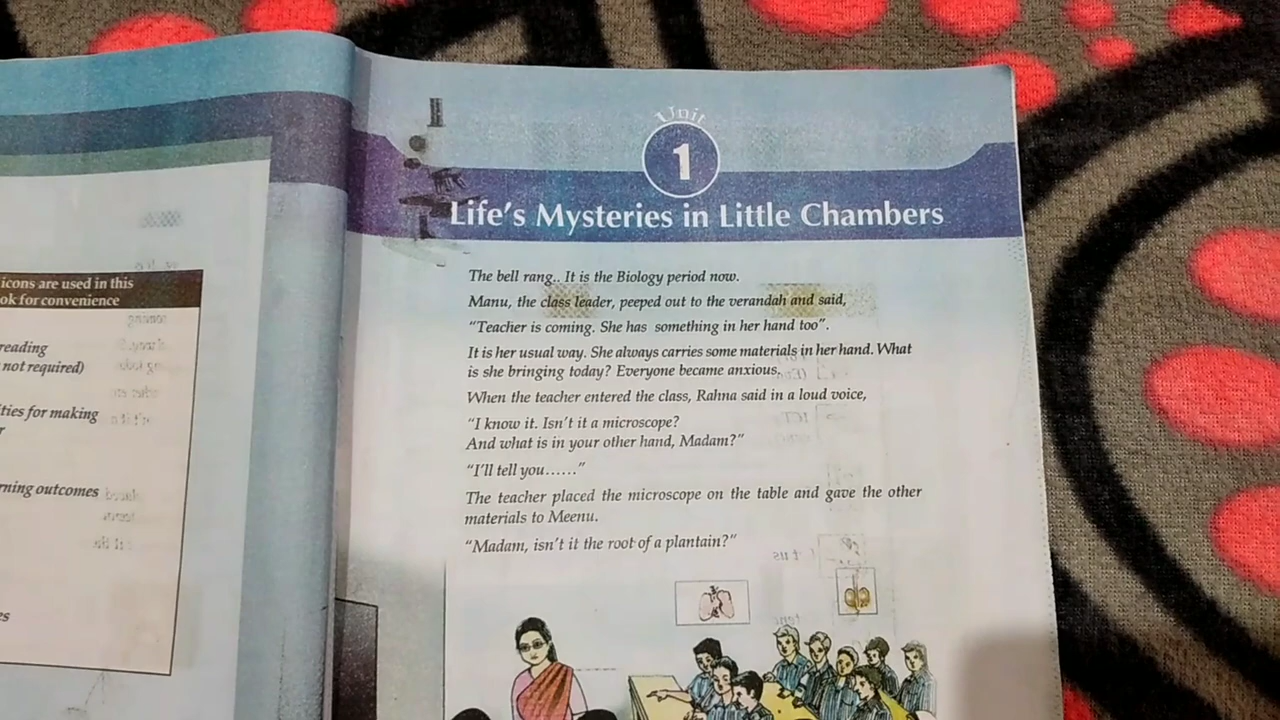 icons are used in this
ok for convenience
reading
not required)
ities for making
r
rning outcomes
es
Unit
1
Life's Mysteries in Little Chambers
The bell rang.. It is the Biology period now.
Manu, the class leader, peeped out to the verandah and said,
“Teacher is coming. She has something in her hand too”.
It is her usual way. She always carries some materials in her hand. What
is she bringing today? Everyone became anxious.
When the teacher entered the class, Rahna said in a loud voice,
“I know it. Isn't it a microscope?
And what is in your other hand, Madam?”
“I'll tell you......”
The teacher placed the microscope on the table and gave the other
materials to Meenu.
“Madam, isn't it the root of a plantain?”